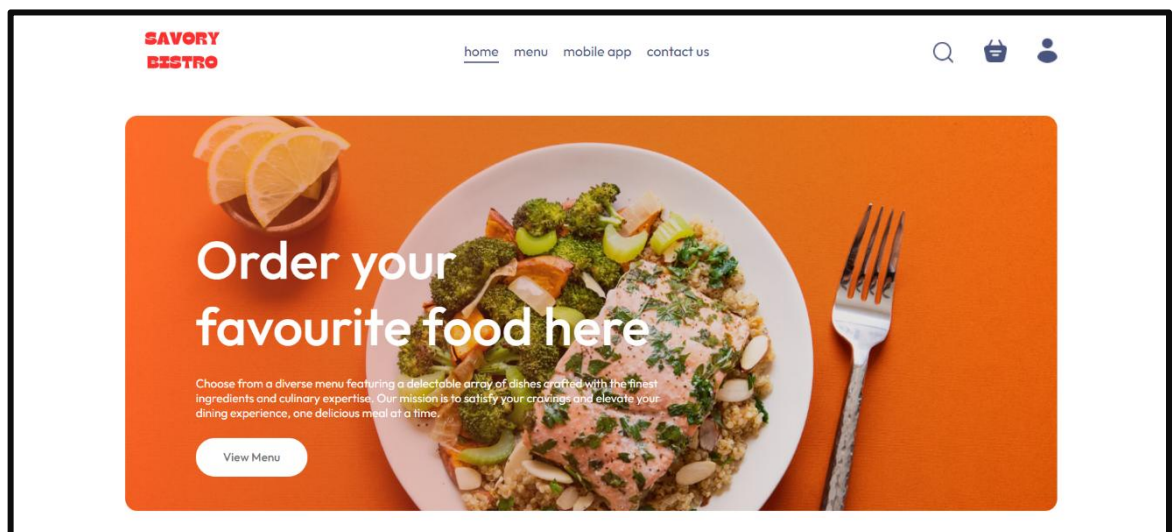 SAVORY
BISTRO
home menu mobile app contact us
Order your
favourite food here
Choose from a diverse menu featuring a delectable array of dishes crafted with the finest
ingredients and culinary expertise. Our mission is to satisfy your cravings and elevate your
dining experience, one delicious meal at a time.
View Menu